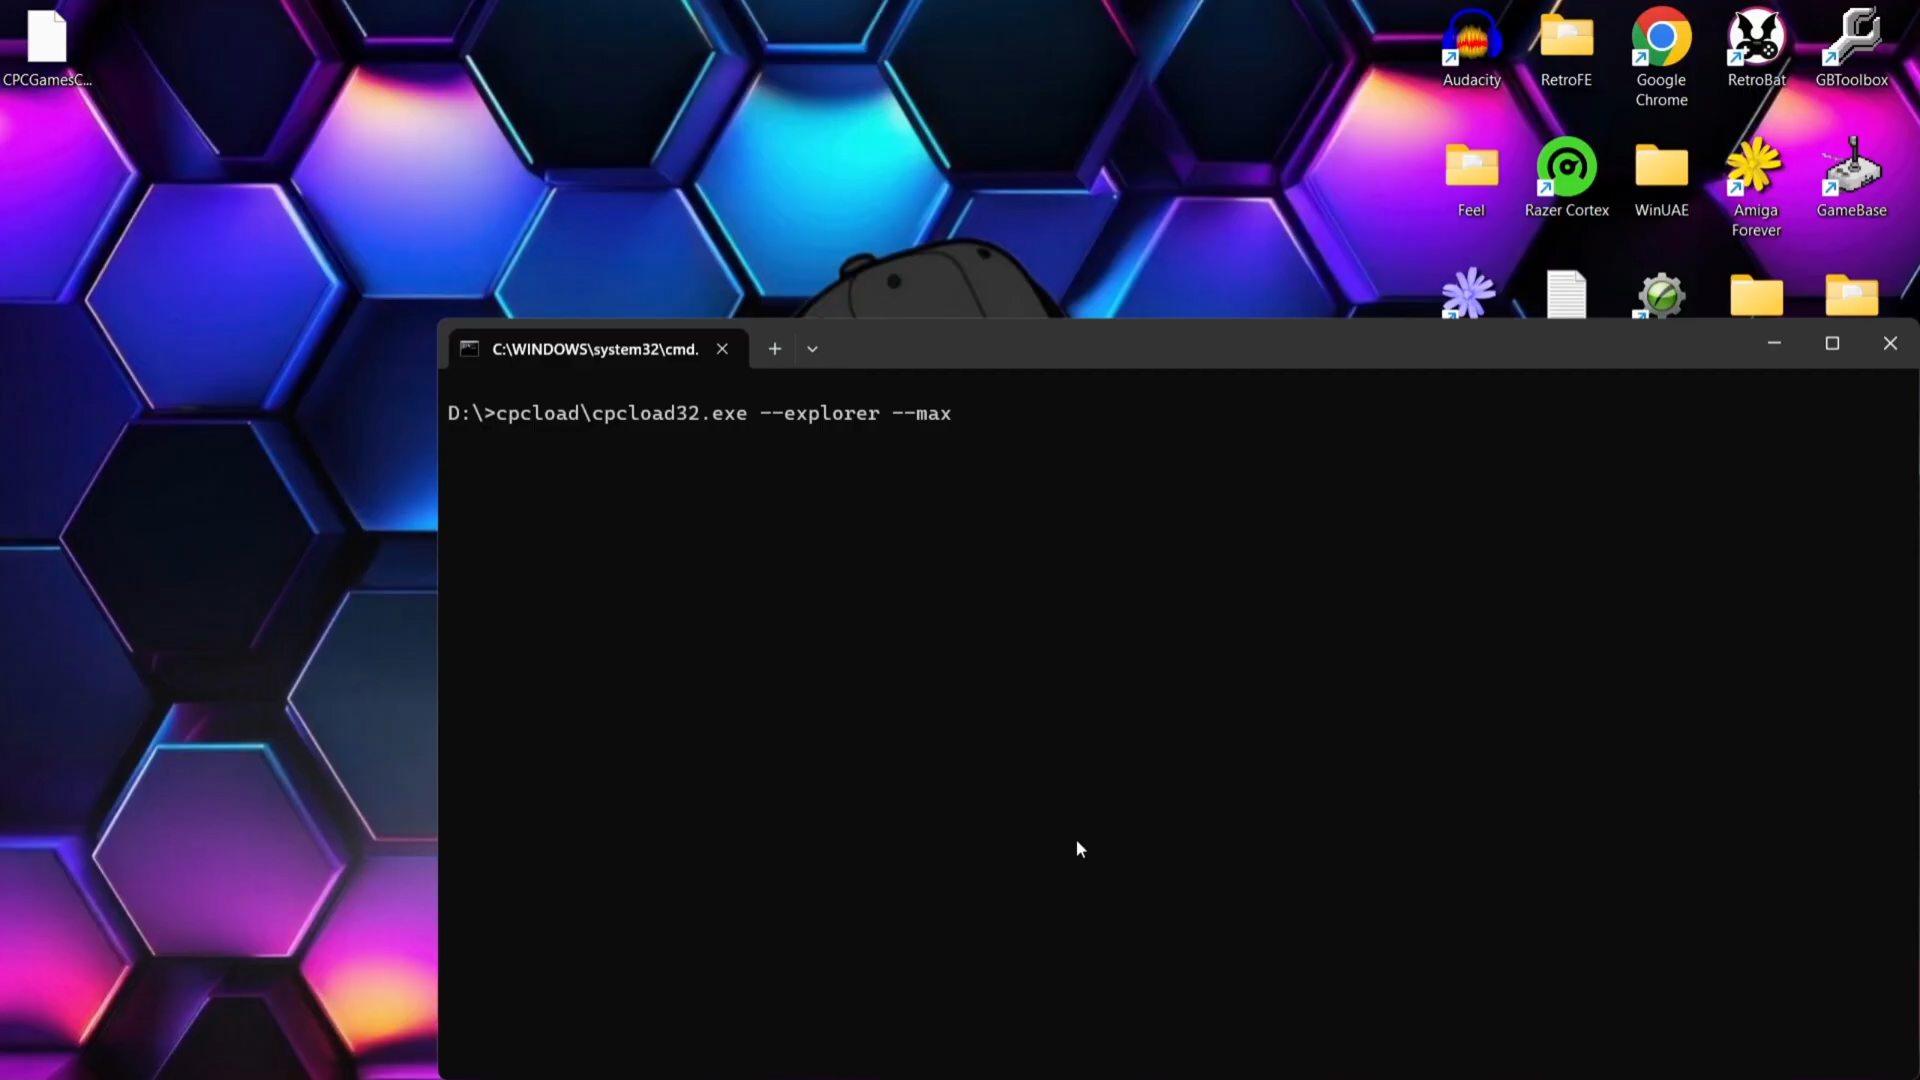 CPCGamesC...
Audacity
RetroFE
Google
Chrome
RetroBat
GBToolbox
Feel
Razer Cortex
WinUAE
Amiga
Forever
GameBase
C:\WINDOWS\system32\cmd.
D:\>cpcload\cpcload32.exe --explorer --max